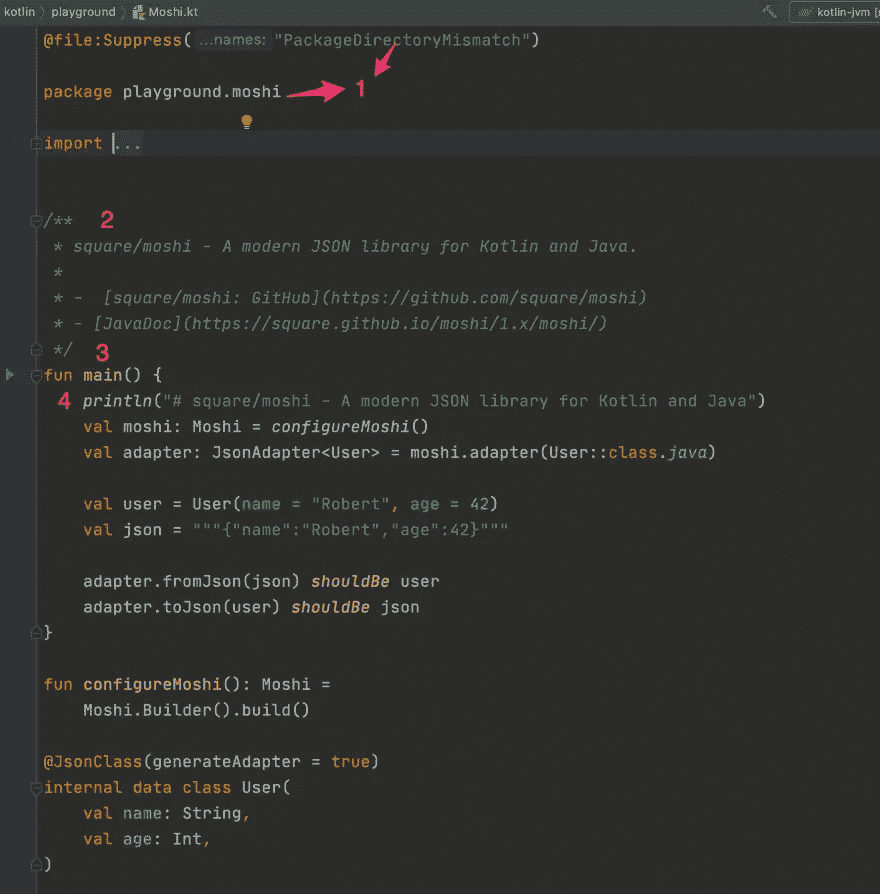 kotlin playground Moshi.kt kotlin-jvm
@file:Suppress( ...names: "PackageDirectoryMismatch")
package playground.moshi 1
import ...
/** 2
* square/moshi - A modern JSON library for Kotlin and Java.
*
* - [square/moshi: GitHub](https://github.com/square/moshi)
* - [JavaDoc](https://square.github.io/moshi/1.x/moshi/)
*/ 3
fun main() {
4 println("# square/moshi - A modern JSON library for Kotlin and Java")
val moshi: Moshi = configureMoshi()
val adapter: JsonAdapter<User> = moshi.adapter(User::class.java)
val user = User(name = "Robert", age = 42)
val json = """{"name":"Robert","age":42}"""
adapter.fromJson(json) shouldBe user
adapter.toJson(user) shouldBe json
}
fun configureMoshi(): Moshi =
Moshi.Builder().build()
@JsonClass(generateAdapter = true)
internal data class User(
val name: String,
val age: Int,
)